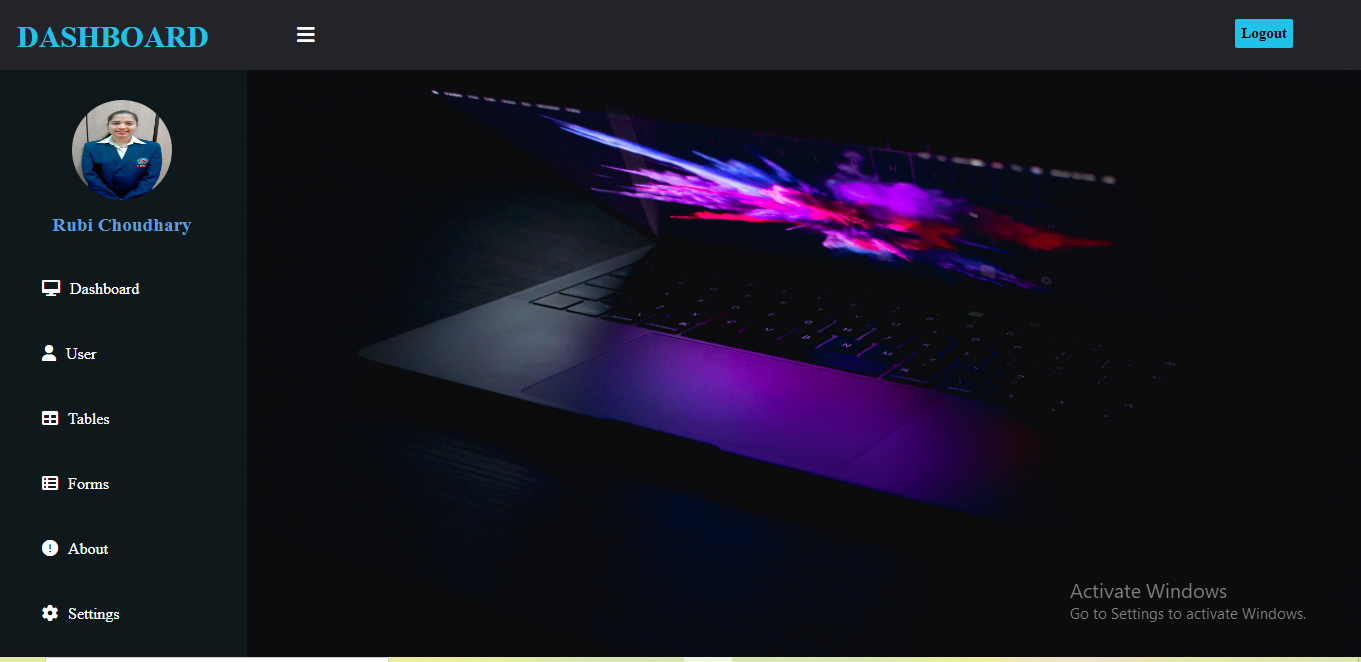 DASHBOARD
Logout
Rubi Choudhary
Dashboard
User
Tables
Forms
About
Settings
Activate Windows
Go to Settings to activate Windows.